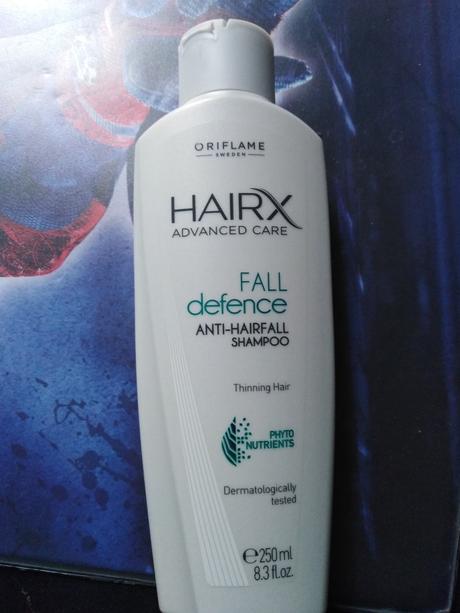 ORIFLAME
SWEDEN
HAIRX
ADVANCED CARE
FALL
defence
ANTI-HAIRFALL
SHAMPOO
Thinning Hair
PHYTO
NUTRIENTS
Dermatologically
tested
℮250 ml
8.3 fl.oz.